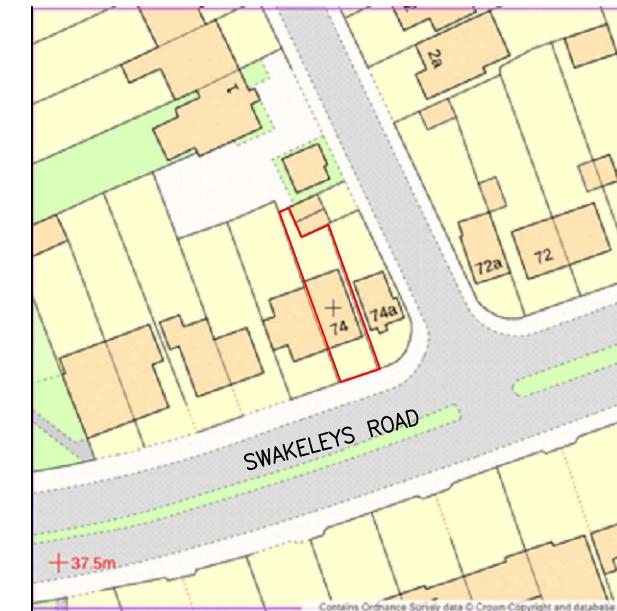 1
2a
72a
72
74
74a
SWAKELEYS ROAD
37.5m
Contains Ordnance Survey data © Crown Copyright and database